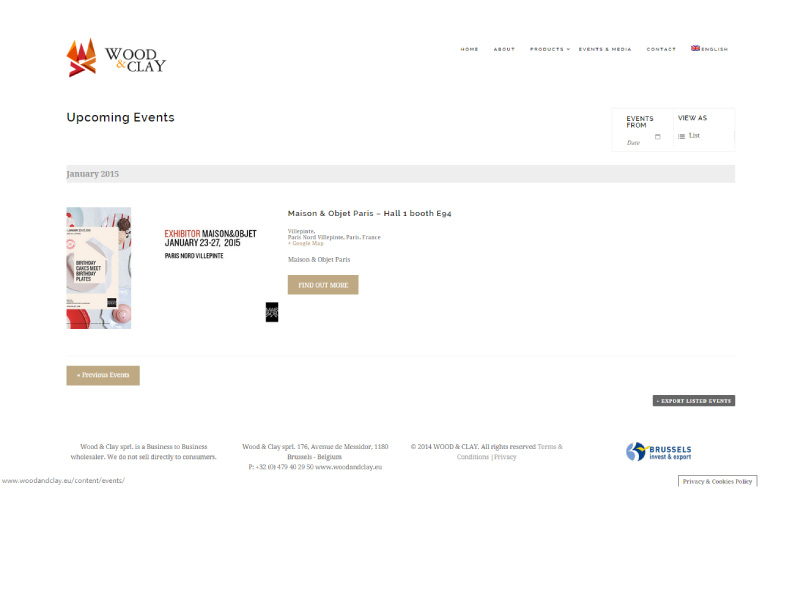 WOOD
&CLAY
HOME ABOUT PRODUCTS EVENTS & MEDIA CONTACT ENGLISH
Upcoming Events
EVENTS
FROM
Date
VIEW AS
List
January 2015
BIRTHDAY
CAKES MEET
BIRTHDAY
PLATES
EXHIBITOR MAISON&OBJET
JANUARY 23-27, 2015
PARIS NORD VILLEPINTE
Maison & Objet Paris – Hall 1 booth E94
Villepinte,
Paris Nord Villepinte, Paris, France
+ Google Map
Maison & Objet Paris
FIND OUT MORE
« Previous Events
+ EXPORT LISTED EVENTS
Wood & Clay sprl. is a Business to Business
wholesaler. We do not sell directly to consumers.
Wood & Clay sprl. 176, Avenue de Messidor, 1180
Brussels - Belgium
P: +32 (0) 479 40 29 50 www.woodandclay.eu
© 2014 WOOD & CLAY. All rights reserved Terms &
Conditions | Privacy
BRUSSELS
invest & export
www.woodandclay.eu/content/events/
Privacy & Cookies Policy